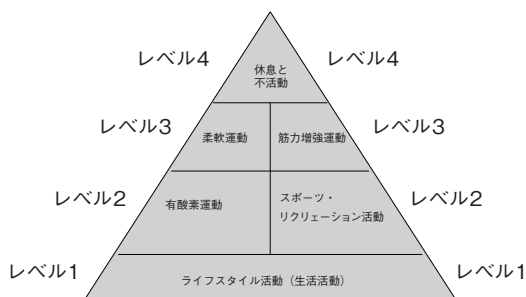 レベル4
休息と
不活動
レベル4
レベル3
柔軟運動
筋力増強運動
レベル3
レベル2
有酸素運動
スポーツ・
リクリェーション活動
レベル2
レベル1
ライフスタイル活動（生活活動）
レベル1